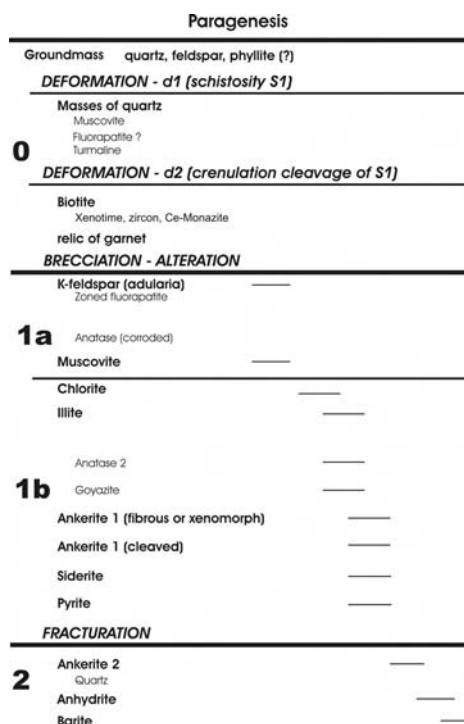 Paragenesis
Groundmass quartz, feldspar, phyllite (?)
DEFORMATION - d1 (schistosity S1)
Masses of quartz
Muscovite
Fluorapatite ?
Turmaline
0
DEFORMATION - d2 (crenulation cleavage of S1)
Biotite
Xenotime, zircon, Ce-Monazite
relic of garnet
BRECCIATION - ALTERATION
K-feldspar (adularia)
Zoned fluorapatite
1a
Anatase (corroded)
Muscovite
Chlorite
Illite
Anatase 2
1b
Goyazite
Ankerite 1 (fibrous or xenomorph)
Ankerite 1 (cleaved)
Siderite
Pyrite
FRACTURATION
Ankerite 2
2
Quartz
Anhydrite
Barite